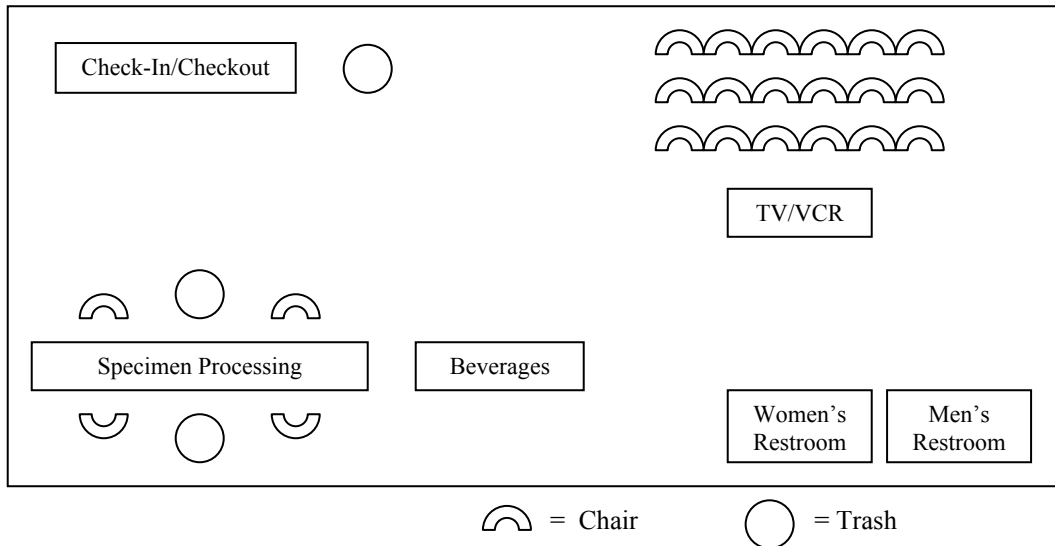 Check-In/Checkout
TV/VCR
Specimen Processing
Beverages
Women’s
Restroom
Men’s
Restroom
= Chair
= Trash